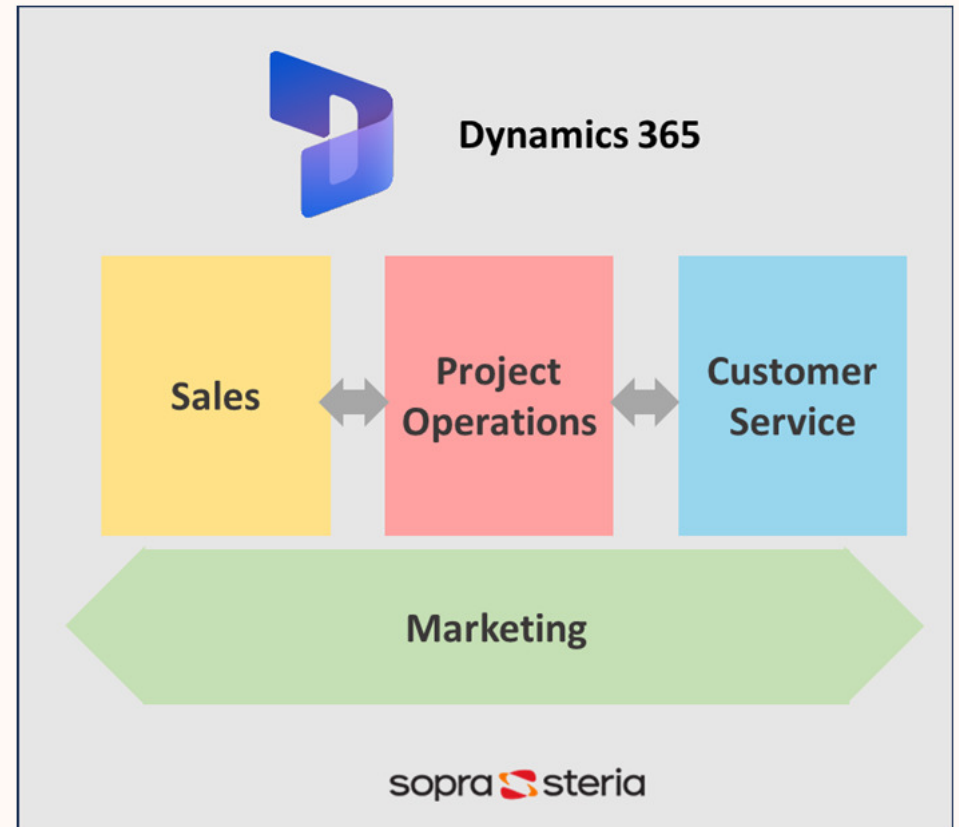 Dynamics 365
Sales
Project
Operations
Customer
Service
Marketing
sopra steria